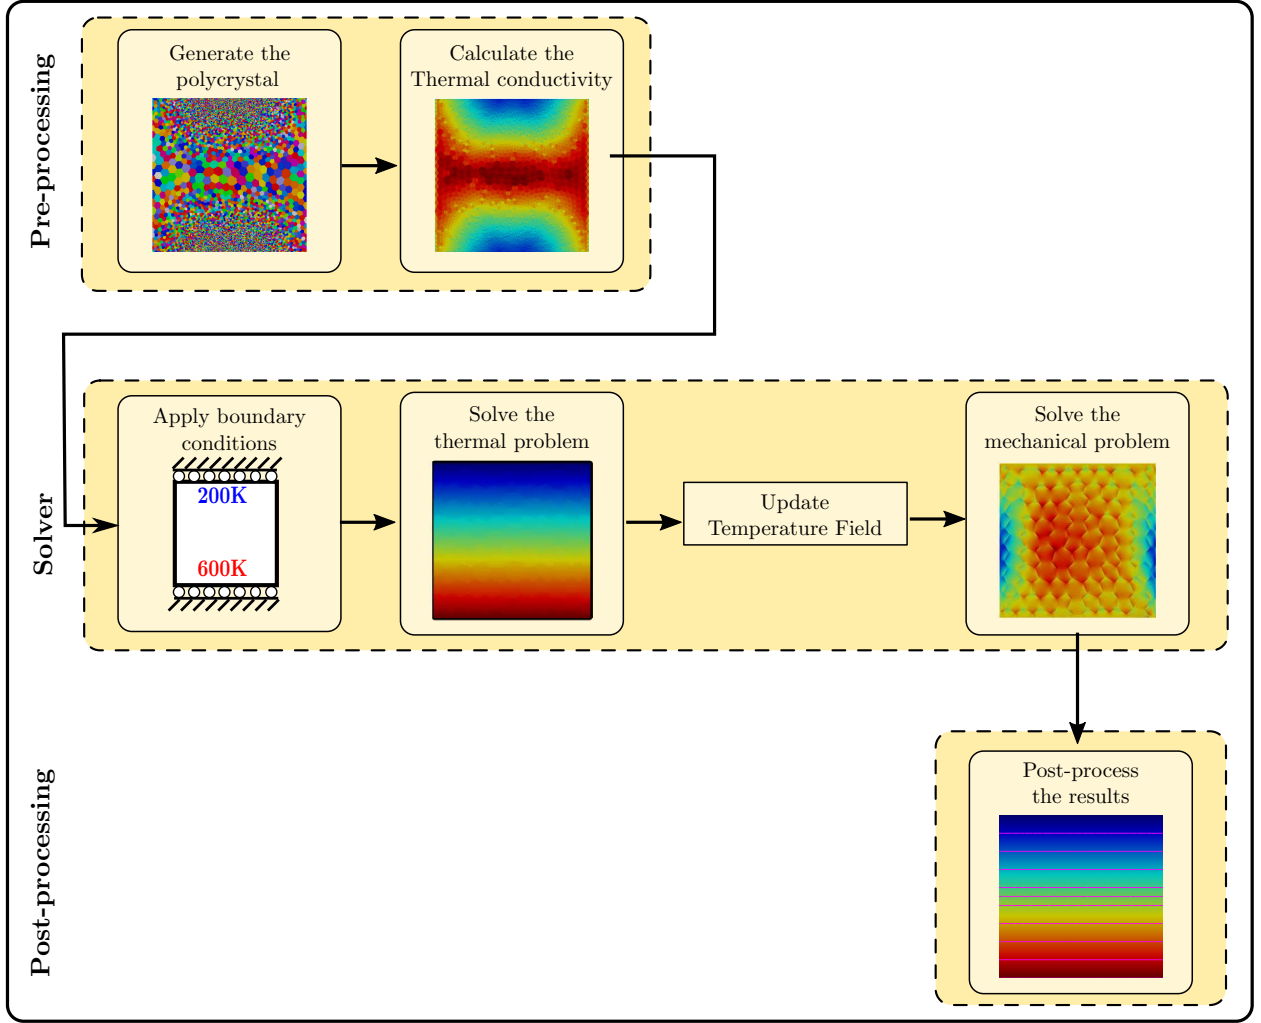 Pre-processing
Generate the
polycrystal
Calculate the
Thermal conductivity
Solver
Apply boundary
conditions
200K
600K
Solve the
thermal problem
Update
Temperature Field
Solve the
mechanical problem
Post-processing
Post-process
the results